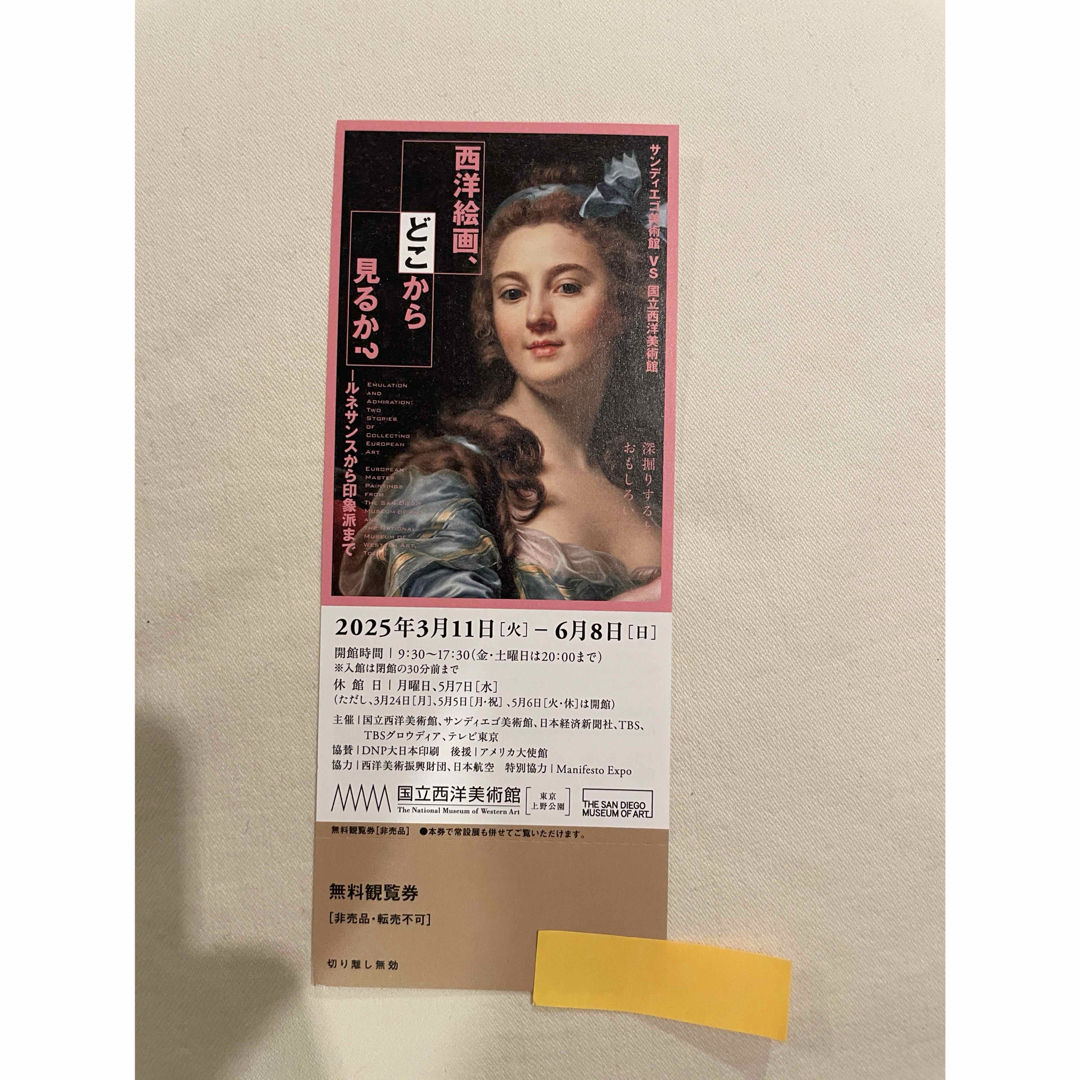 サンディエゴ美術館 VS 国立西洋美術館
西洋絵画、
どこから
見るか?
―ルネサンスから印象派まで
EMULATION
AND
ADMIRATION:
TWO
STORIES
OF
COLLECTING
EUROPEAN
ART
EUROPEAN
MASTER
PAINTINGS
FROM
THE SAN DIEGO
MUSEUM OF
THE NATIONAL
MUSEUM OF
WESTERN ART,
深掘りする、
おもしろい
2025年3月11日[火]–6月8日[日]
開館時間|9:30〜17:30(金・土曜日は20:00まで)
※入館は閉館の30分前まで
休館日|月曜日、5月7日[水]
(ただし、3月24日[月]、5月5日[月・祝]、5月6日[火・休]は開館)
主催|国立西洋美術館、サンディエゴ美術館、日本経済新聞社、TBS、
TBSグロウディア、テレビ東京
協賛|DNP大日本印刷 後援|アメリカ大使館
協力|西洋美術振興財団、日本航空 特別協力|Manifesto Expo
国立西洋美術館
The National Museum of Western Art
[東京
上野公園]
THE SAN DIEGO
MUSEUM OF ART
無料観覧券[非売品] ●本券で常設展も併せてご覧いただけます。
無料観覧券
[非売品・転売不可]
切り離し無効